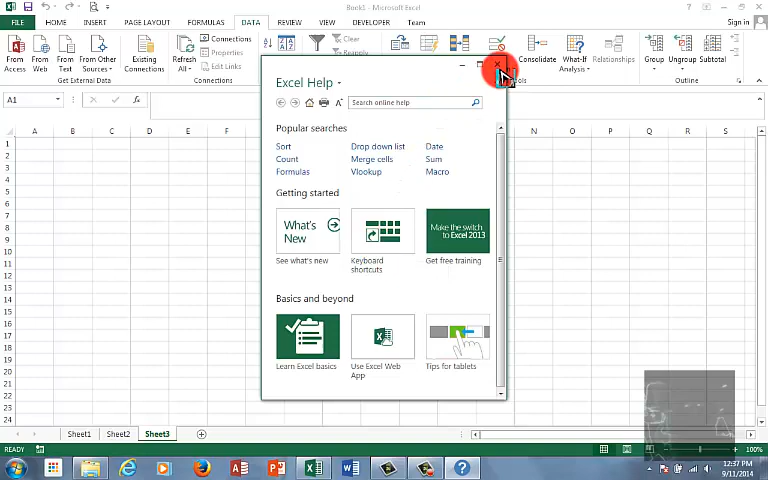 Book1 - Microsoft Excel
FILE HOME INSERT PAGE LAYOUT FORMULAS DATA REVIEW VIEW DEVELOPER Team Sign in
From Access
From Web
From Text
From Other Sources
Existing Connections
Get External Data
Refresh All
Connections
Properties
Edit Links
Connections
Clear
Reapply
Consolidate
What-If Analysis
Relationships
Group
Ungroup
Subtotal
Outline
A1
fx
A B C D E F N O P Q R S
Excel Help
Search online help
Popular searches
Sort Drop down list Date
Count Merge cells Sum
Formulas Vlookup Macro
Getting started
What's New
Make the switch to Excel 2013
See what's new
Keyboard shortcuts
Get free training
Basics and beyond
Learn Excel basics
Use Excel Web App
Tips for tablets
1
2
3
4
5
6
7
8
9
10
11
12
13
14
15
16
17
18
19
20
21
22
23
24
Sheet1 Sheet2 Sheet3
READY
100%
12:37 PM
9/11/2014